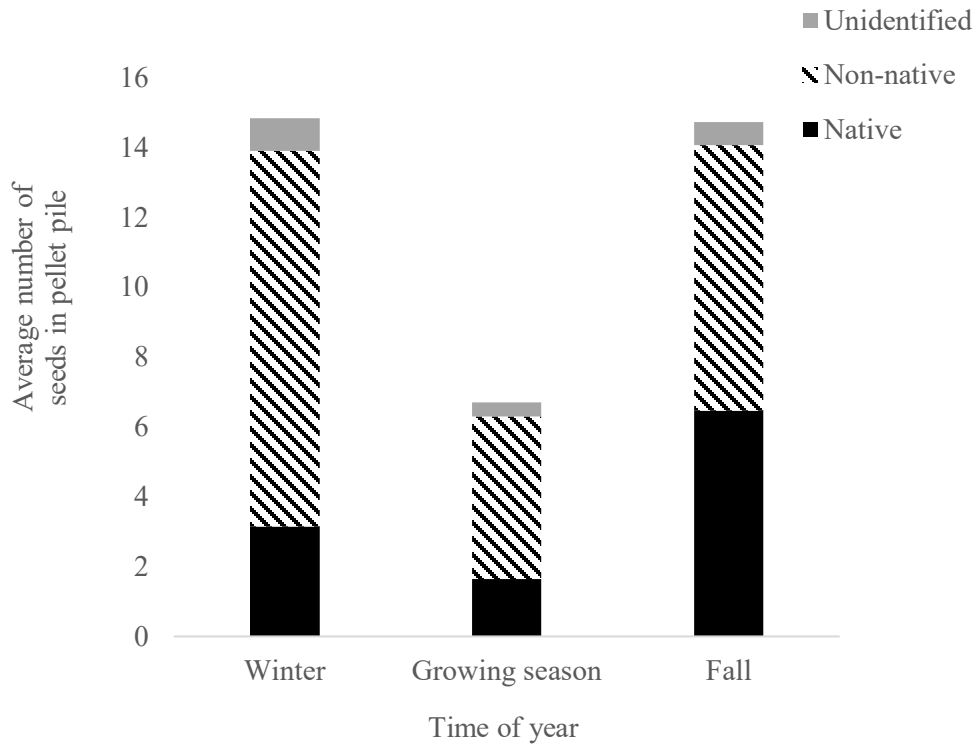 Unidentified
Non-native
Native
16
14
12
10
8
6
4
2
0
Average number of
seeds in pellet pile
Winter
Growing season
Fall
Time of year